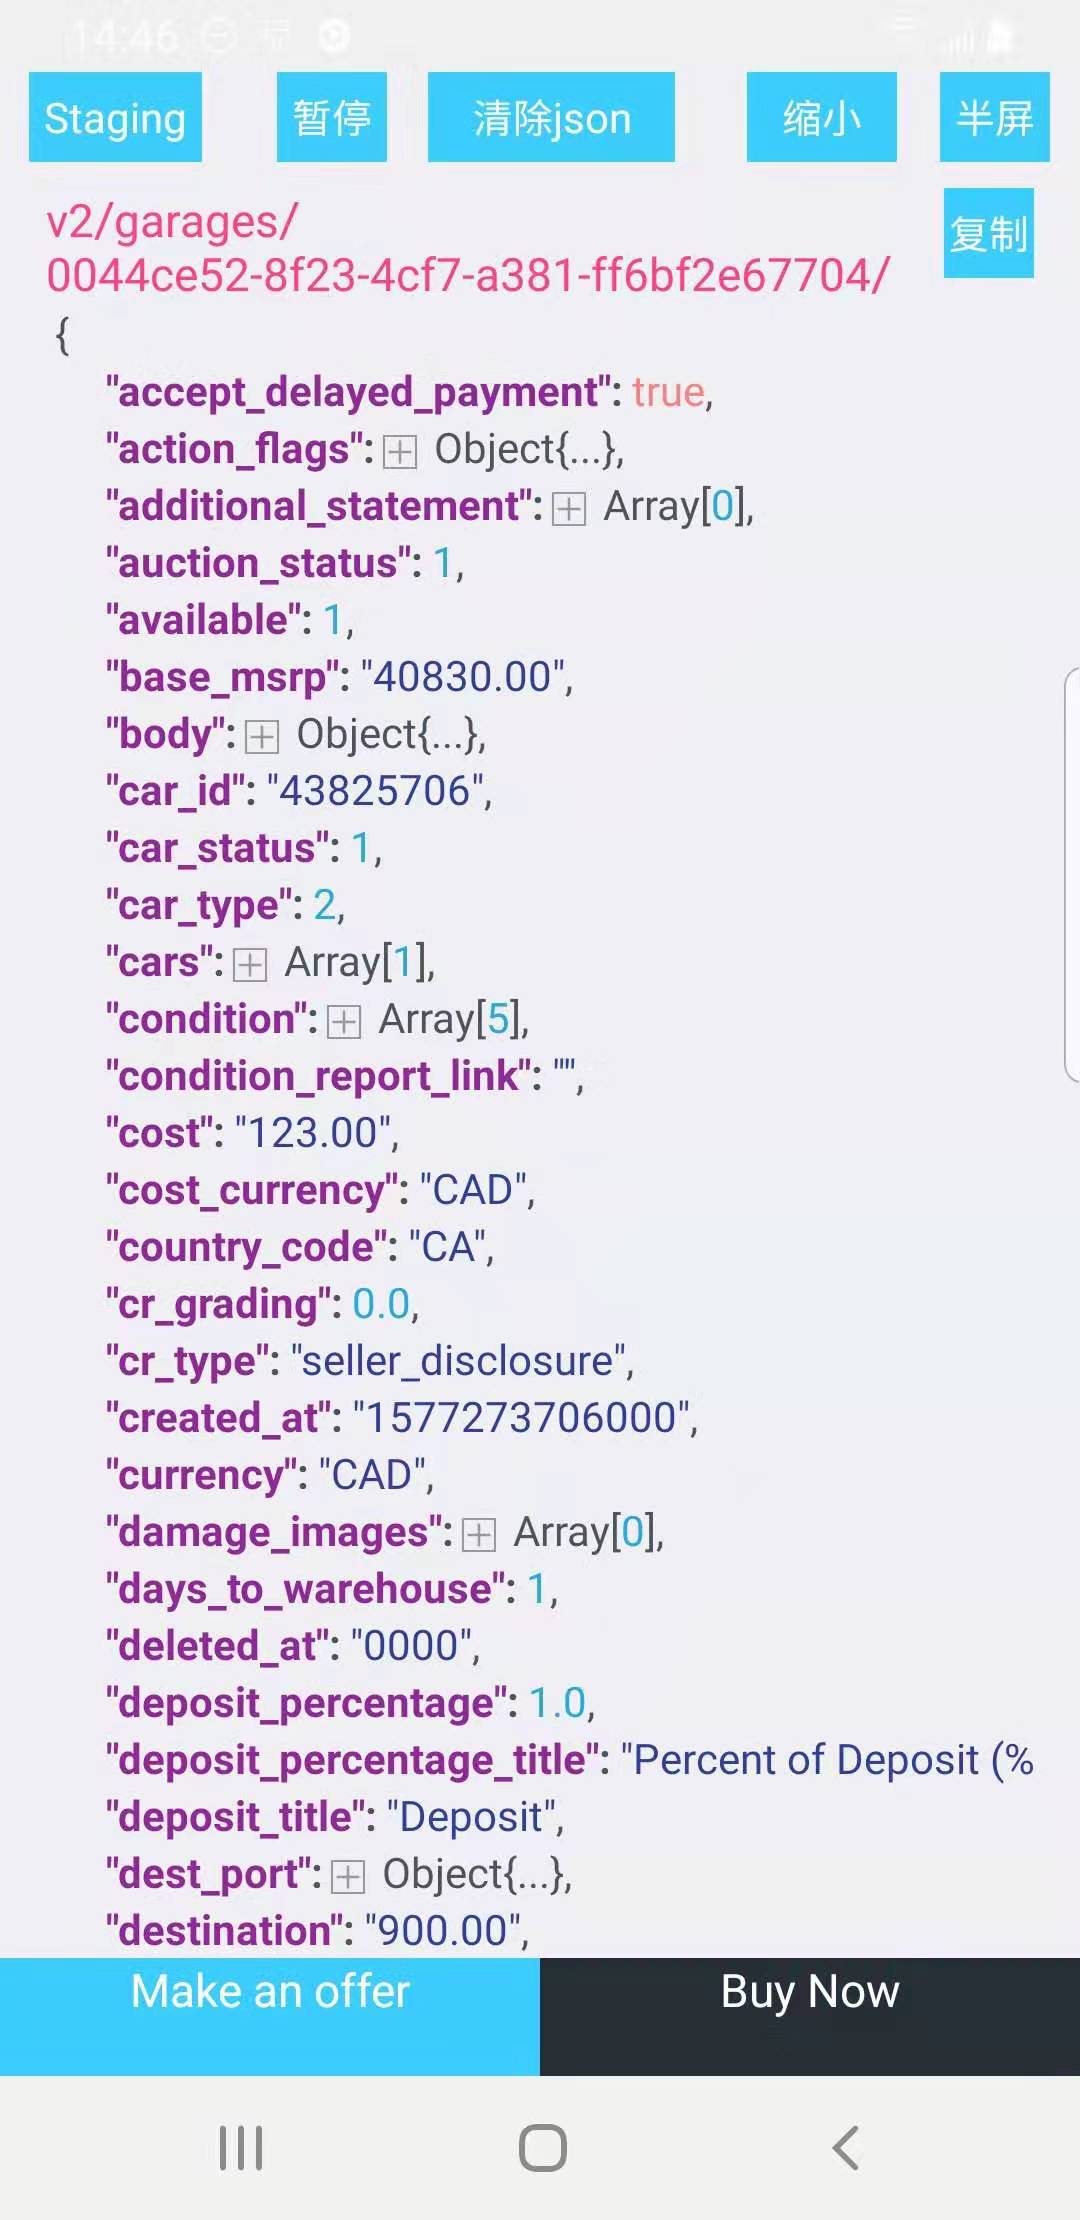 14:46
Staging
暂停
清除json
缩小
半屏
v2/garages/
0044ce52-8f23-4cf7-a381-ff6bf2e67704/
复制
{
"accept_delayed_payment": true,
"action_flags": Object{...},
"additional_statement": Array[0],
"auction_status": 1,
"available": 1,
"base_msrp": "40830.00",
"body": Object{...},
"car_id": "43825706",
"car_status": 1,
"car_type": 2,
"cars": Array[1],
"condition": Array[5],
"condition_report_link": "",
"cost": "123.00",
"cost_currency": "CAD",
"country_code": "CA",
"cr_grading": 0.0,
"cr_type": "seller_disclosure",
"created_at": "1577273706000",
"currency": "CAD",
"damage_images": Array[0],
"days_to_warehouse": 1,
"deleted_at": "0000",
"deposit_percentage": 1.0,
"deposit_percentage_title": "Percent of Deposit (%
"deposit_title": "Deposit",
"dest_port": Object{...},
"destination": "900.00",
Make an offer
Buy Now